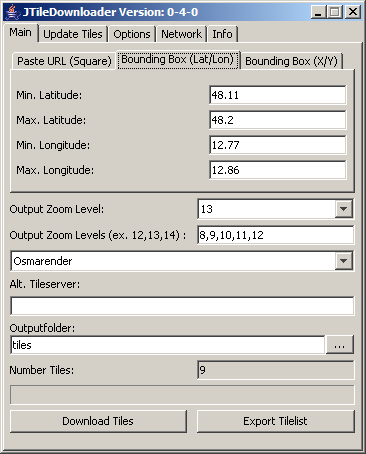 JTileDownloader Version: 0-4-0
Main Update Tiles Options Network Info
Paste URL (Square) Bounding Box (Lat/Lon) Bounding Box (X/Y)
Min. Latitude: 48.11
Max. Latitude: 48.2
Min. Longitude: 12.77
Max. Longitude: 12.86
Output Zoom Level: 13
Output Zoom Levels (ex. 12,13,14) : 8,9,10,11,12
Osmarender
Alt. Tileserver:
Outputfolder:
tiles ...
Number Tiles: 9
Download Tiles Export Tilelist